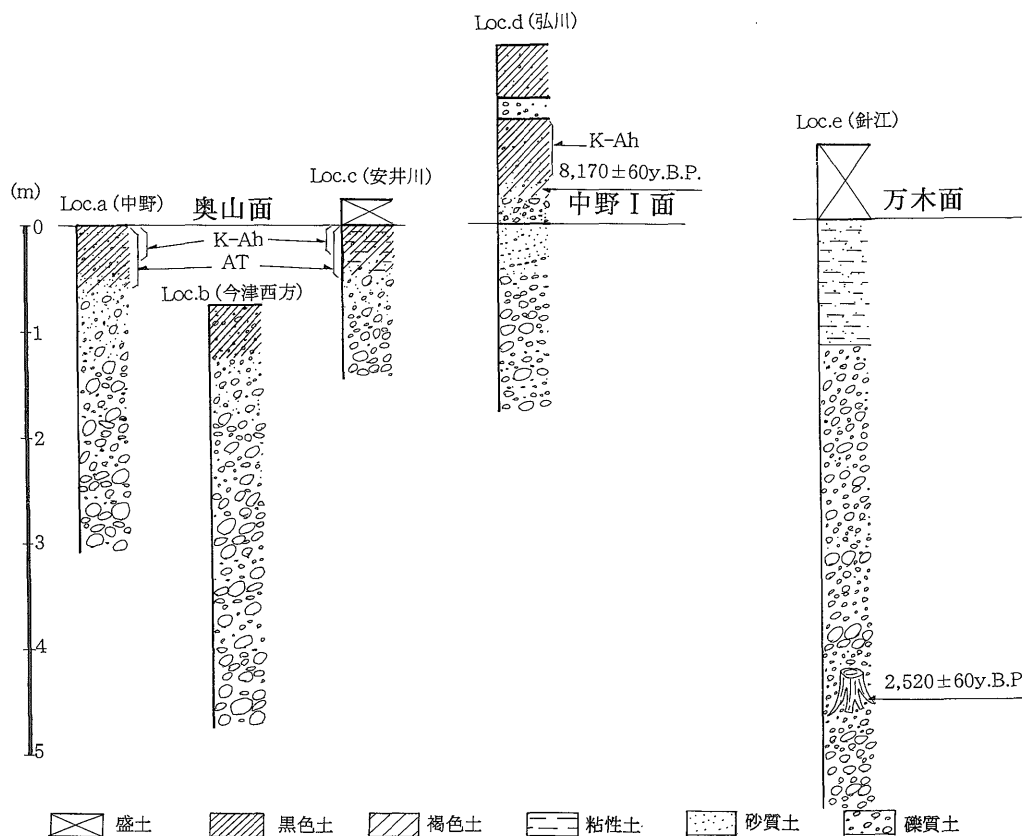 Loc.d (弘川)
Loc.e (針江)
K-Ah
8,170±60y.B.P.
(m)
Loc.a (中野)
奥山面
Loc.c (安井川)
中野Ⅰ面
万木面
0
K-Ah
AT
Loc.b (今津西方)
1
2
3
4
2,520±60y.B.P
5
盛土
黒色土
褐色土
粘性土
砂質土
礫質土